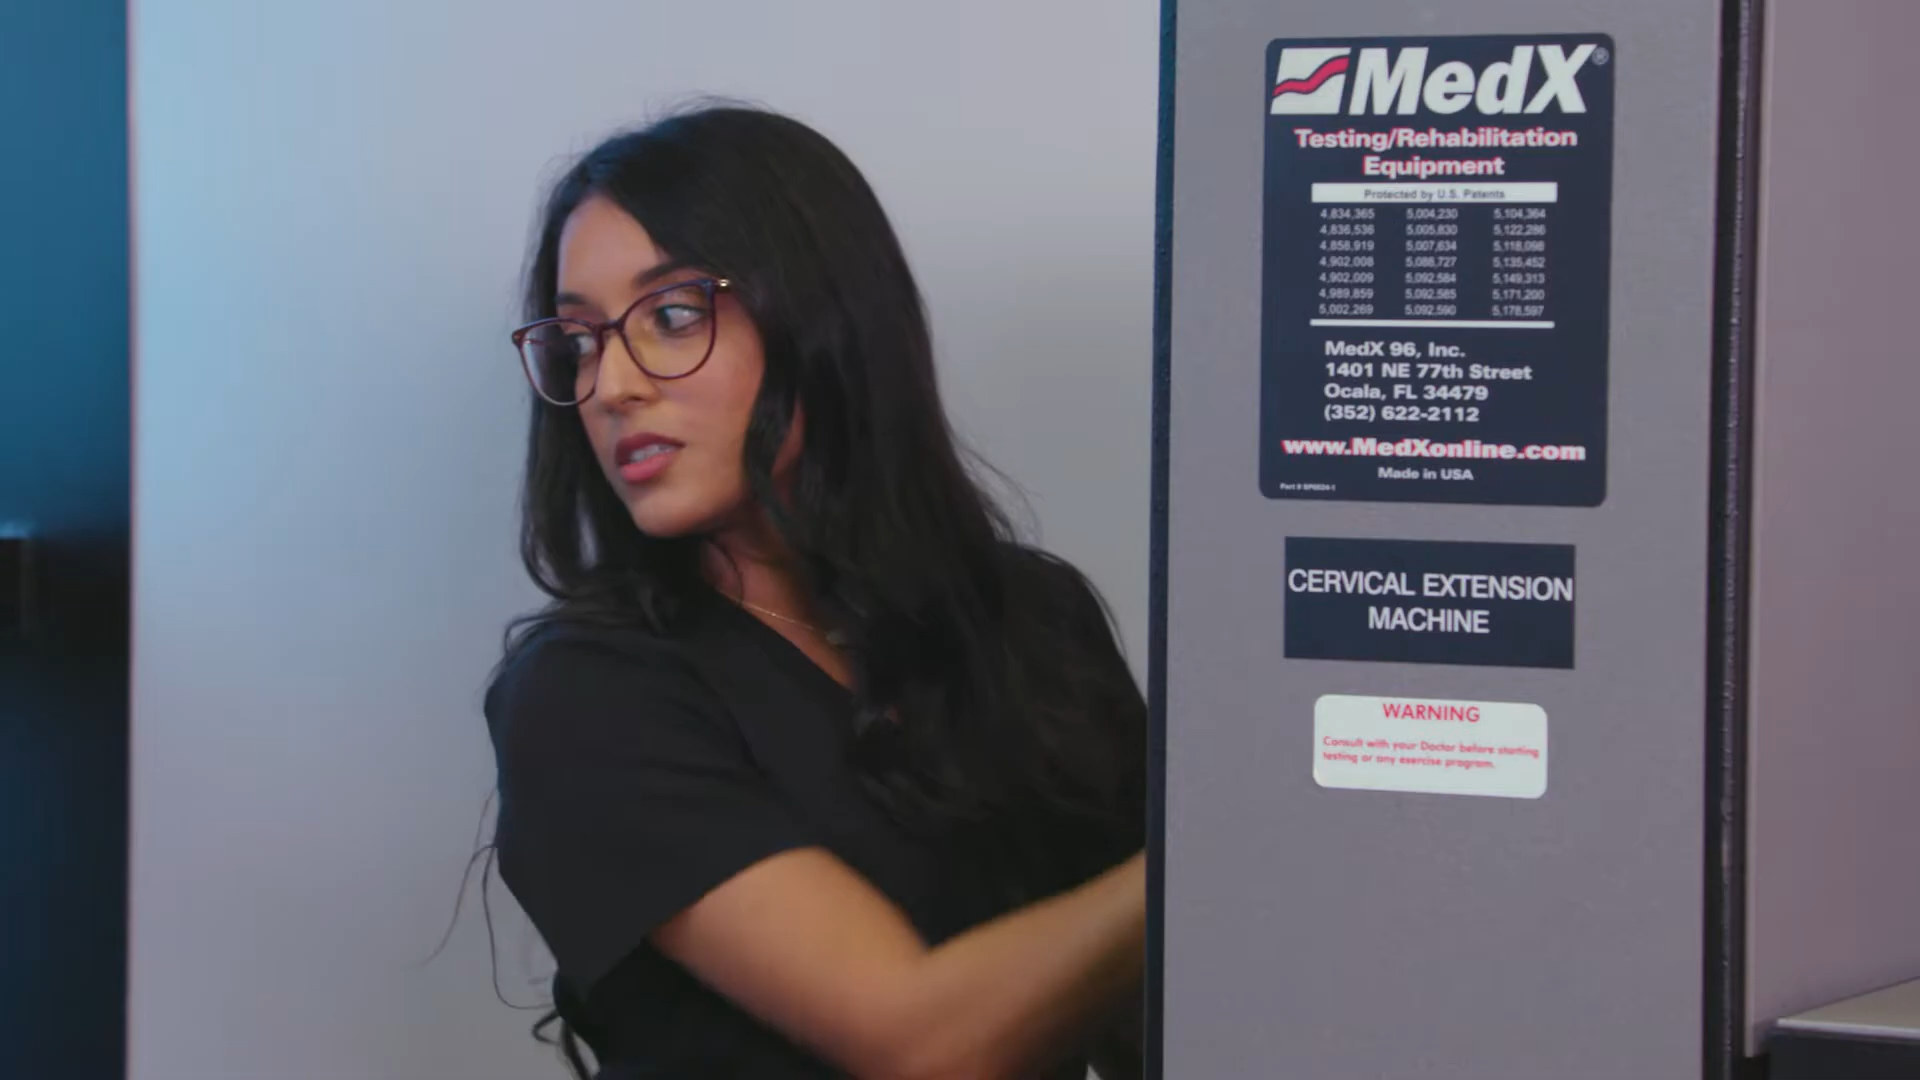 MedX®
Testing/Rehabilitation
Equipment
Protected by U.S. Patents
4,834,365 5,004,230 5,104,364
4,836,536 5,005,830 5,122,286
4,858,919 5,007,634 5,118,098
4,902,008 5,088,727 5,135,452
4,902,009 5,092,584 5,149,313
4,989,859 5,092,585 5,171,200
5,002,269 5,092,590 5,178,597
MedX 96, Inc.
1401 NE 77th Street
Ocala, FL 34479
(352) 622-2112
www.MedXonline.com
Made in USA
Part #
CERVICAL EXTENSION
MACHINE
WARNING
Consult with your Doctor before starting
testing or any exercise program.